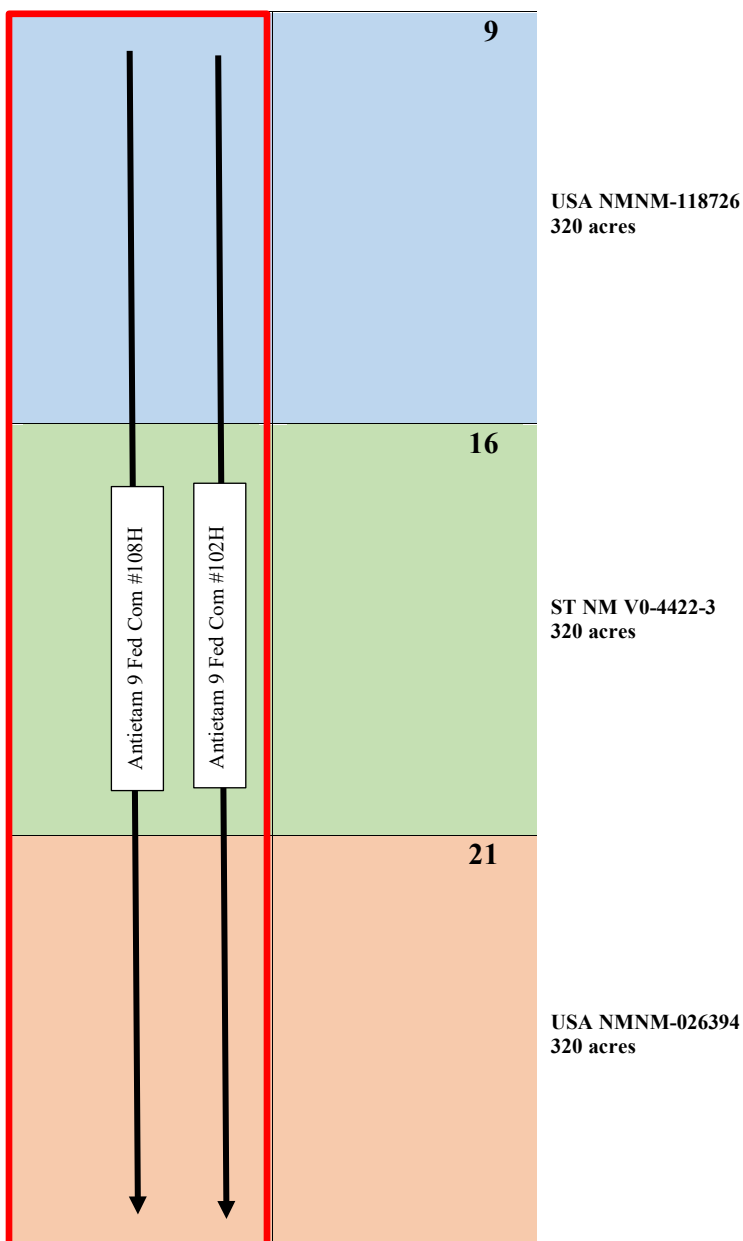 9
USA NMNM-118726
320 acres
16
Antietam 9 Fed Com #108H
Antietam 9 Fed Com #102H
ST NM V0-4422-3
320 acres
21
USA NMNM-026394
320 acres